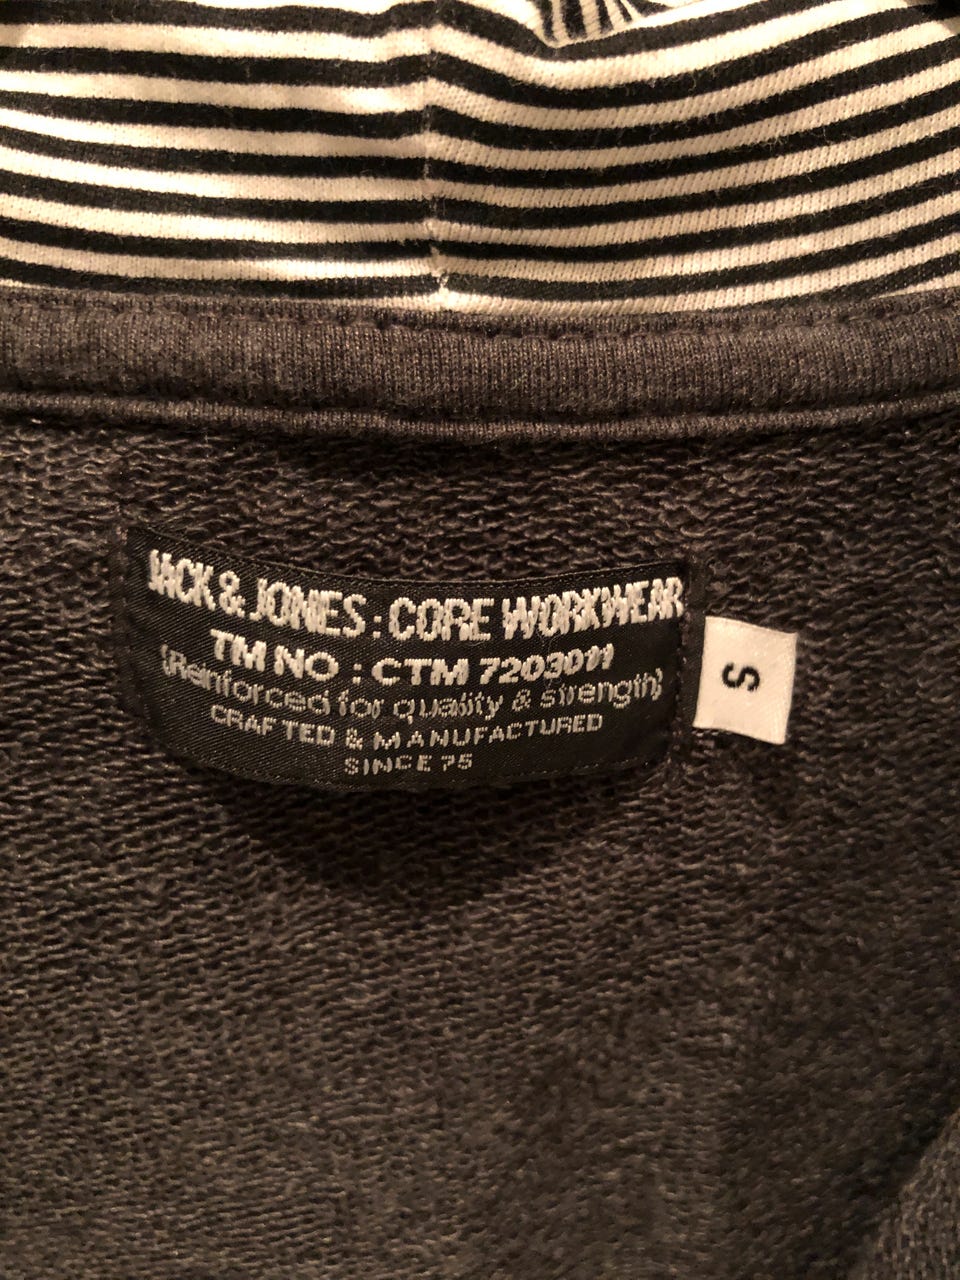 JACK & JONES : CORE WORKWEAR
TM NO : CTM 7203011
(Reinforced for quality & strength)
CRAFTED & MANUFACTURED
SINCE 75
S